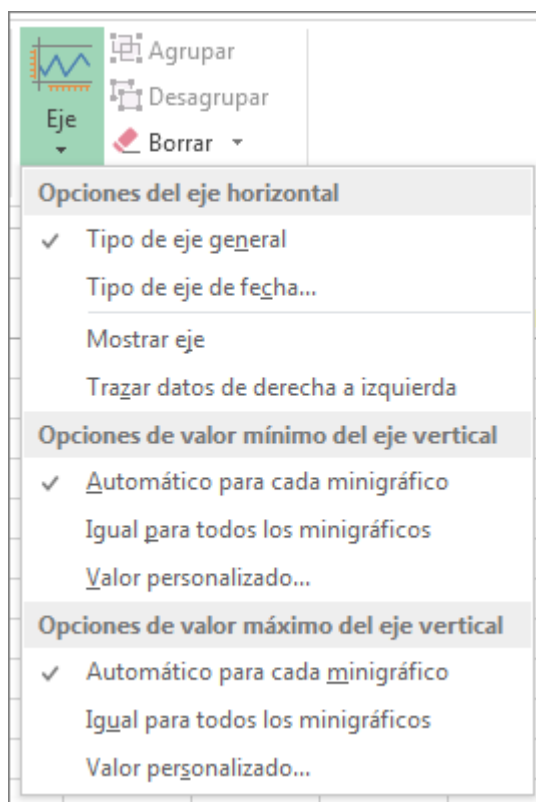 Agrupar
Desagrupar
Eje
Borrar
Opciones del eje horizontal
Tipo de eje general
Tipo de eje de fecha...
Mostrar eje
Trazar datos de derecha a izquierda
Opciones de valor mínimo del eje vertical
Automático para cada minigráfico
Igual para todos los minigráficos
Valor personalizado...
Opciones de valor máximo del eje vertical
Automático para cada minigráfico
Igual para todos los minigráficos
Valor personalizado...